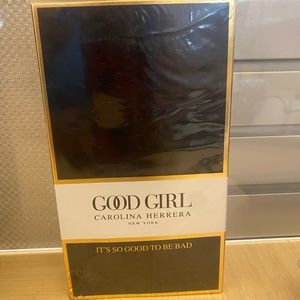 GOOD GIRL
CAROLINA HERRERA
NEW YORK
IT'S SO GOOD TO BE BAD